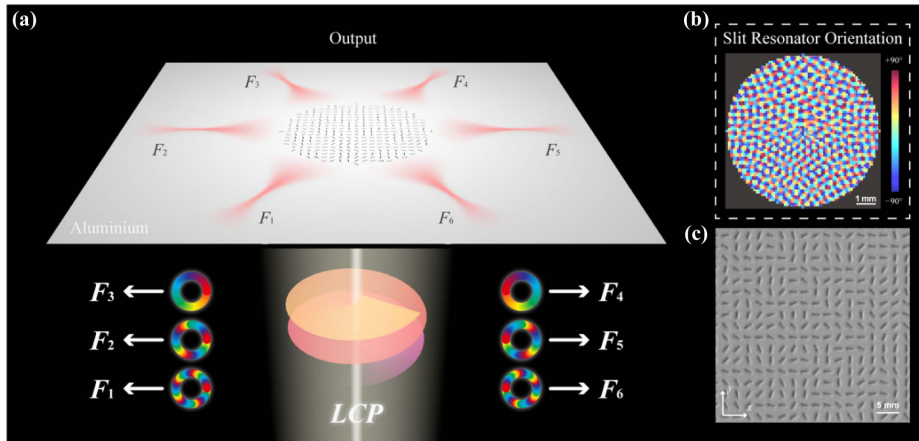 (a)
Output
F3
F4
F2
F5
F1
F6
Aluminium
F3
F4
F2
F5
F1
F6
LCP
(b)
Slit Resonator Orientation
+90°
-90°
1 mm
(c)
y
x
5 mm